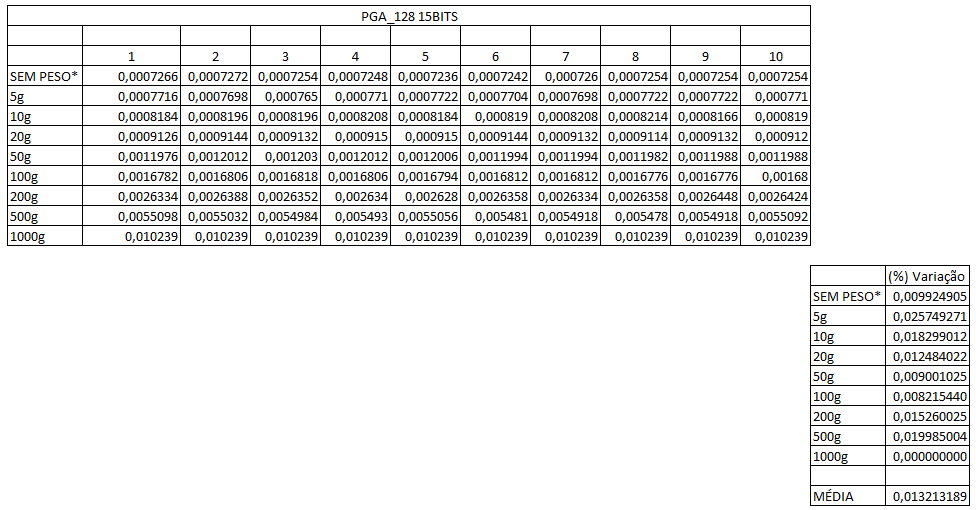 PGA_128 15BITS
1 2 3 4 5 6 7 8 9 10
SEM PESO* 0,0007266 0,0007272 0,0007254 0,0007248 0,0007236 0,0007242 0,000726 0,0007254 0,0007254 0,0007254
5g 0,0007716 0,0007698 0,000765 0,000771 0,0007722 0,0007704 0,0007698 0,0007722 0,0007722 0,000771
10g 0,0008184 0,0008196 0,0008196 0,0008208 0,0008184 0,000819 0,0008208 0,0008214 0,0008166 0,000819
20g 0,0009126 0,0009144 0,0009132 0,000915 0,000915 0,0009144 0,0009132 0,0009114 0,0009132 0,000912
50g 0,0011976 0,0012012 0,001203 0,0012012 0,0012006 0,0011994 0,0011994 0,0011982 0,0011988 0,0011988
100g 0,0016782 0,0016806 0,0016818 0,0016806 0,0016794 0,0016812 0,0016812 0,0016776 0,0016776 0,00168
200g 0,0026334 0,0026388 0,0026352 0,002634 0,002628 0,0026358 0,0026334 0,0026358 0,0026448 0,0026424
500g 0,0055098 0,0055032 0,0054984 0,005493 0,0055056 0,005481 0,0054918 0,005478 0,0054918 0,0055092
1000g 0,010239 0,010239 0,010239 0,010239 0,010239 0,010239 0,010239 0,010239 0,010239 0,010239
(%) Variação
SEM PESO* 0,009924905
5g 0,025749271
10g 0,018299012
20g 0,012484022
50g 0,009001025
100g 0,008215440
200g 0,015260025
500g 0,019985004
1000g 0,000000000
MÉDIA 0,013213189